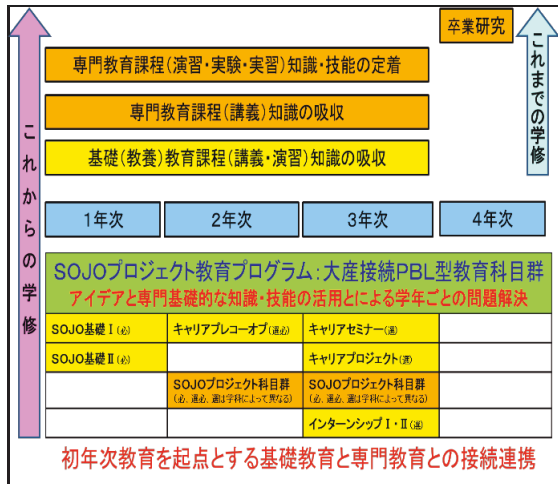 卒業研究
専門教育課程(演習・実験・実習)知識・技能の定着
専門教育課程(講義)知識の吸収
基礎(教養)教育課程(講義・演習)知識の吸収
これまでの学修
これからの学修
1年次 2年次 3年次 4年次
SOJOプロジェクト教育プログラム:大産接続PBL型教育科目群
アイデアと専門基礎的な知識・技能の活用とによる学年ごとの問題解決
SOJO基礎Ⅰ(必) キャリアプレコーオプ(選必) キャリアセミナー(選)
SOJO基礎Ⅱ(必) キャリアプロジェクト(選)
SOJOプロジェクト科目群 SOJOプロジェクト科目群
(必、選必、選は学科によって異なる) (必、選必、選は学科によって異なる)
インターンシップⅠ・Ⅱ(選)
初年次教育を起点とする基礎教育と専門教育との接続連携